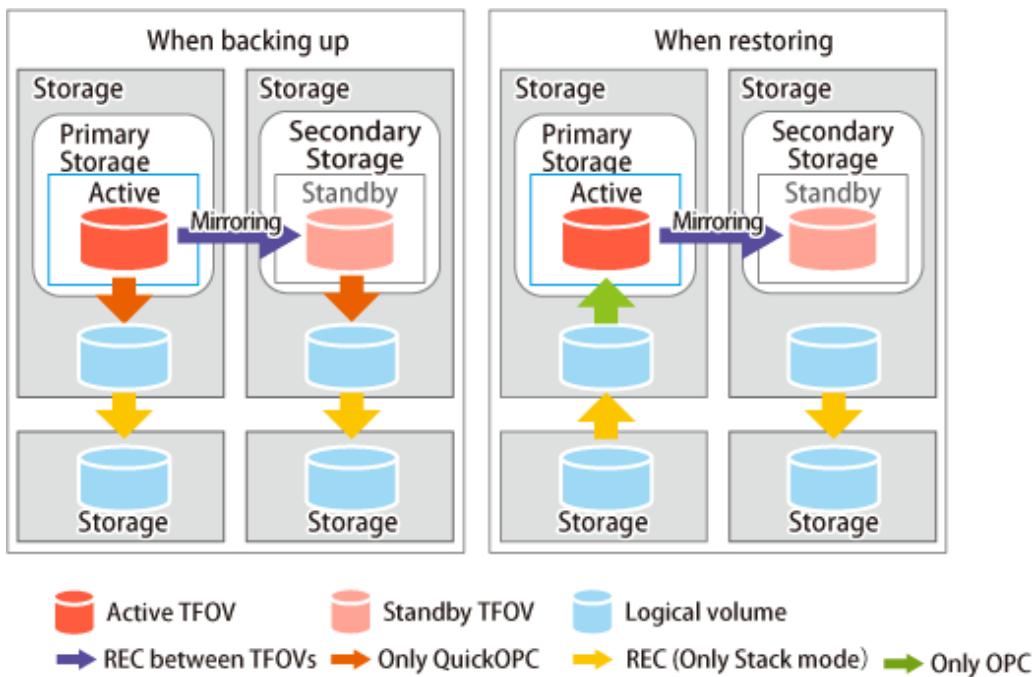 When backing up
Storage
Primary
Storage
Active
Mirroring
Storage
Secondary
Storage
Standby
Storage
Storage
When restoring
Storage
Primary
Storage
Active
Mirroring
Storage
Secondary
Storage
Standby
Storage
Storage
Active TFOV
Standby TFOV
Logical volume
REC between TFOVs
Only QuickOPC
REC (Only Stack mode)
Only OPC